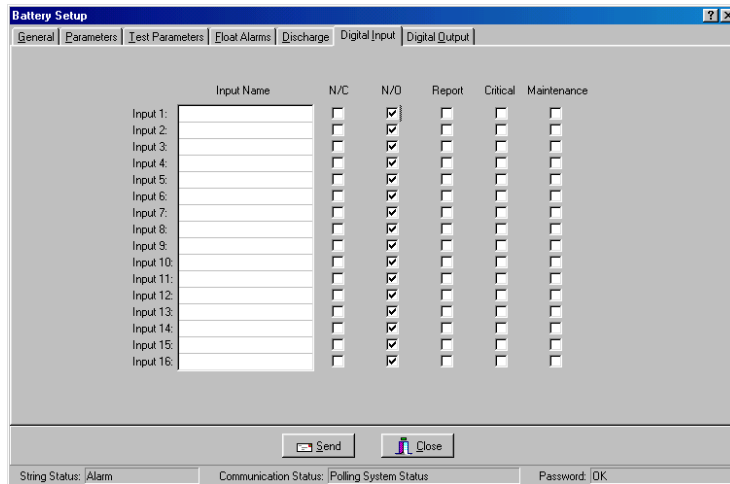 Battery Setup
General Parameters Test Parameters Float Alarms Discharge Digital Input Digital Output
Input Name N/C N/O Report Critical Maintenance
Input 1:
Input 2:
Input 3:
Input 4:
Input 5:
Input 6:
Input 7:
Input 8:
Input 9:
Input 10:
Input 11:
Input 12:
Input 13:
Input 14:
Input 15:
Input 16:
Send Close
String Status: Alarm Communication Status: Polling System Status Password: OK